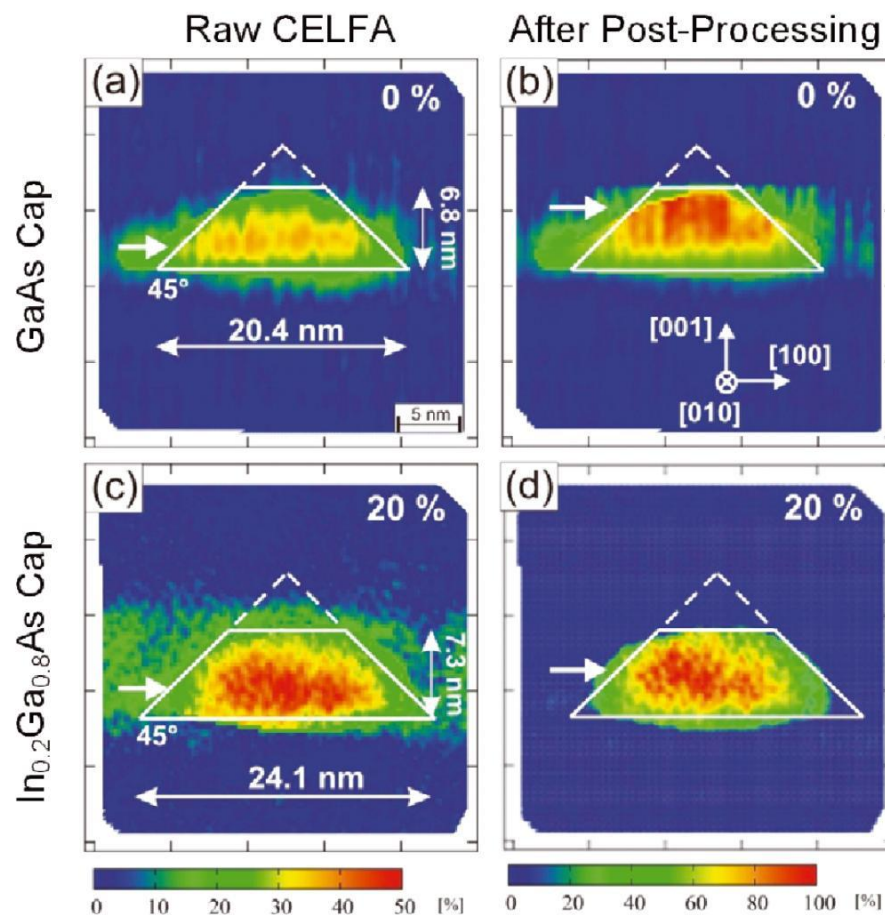 Raw CELFA
After Post-Processing
GaAs Cap
(a)
0 %
6.8 nm
45°
20.4 nm
5 nm
(b)
0 %
[001]
[100]
[010]
In0.2Ga0.8As Cap
(c)
20 %
7.3 nm
45°
24.1 nm
(d)
20 %
0 10 20 30 40 50 [%]
0 20 40 60 80 100 [%]